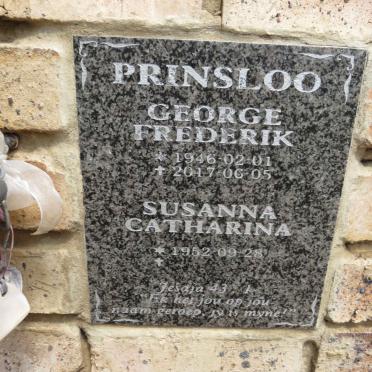 PRINSLOO
GEORGE
FREDERIK
* 1946-02-01
✝ 2017-06-05
SUSANNA
CATHARINA
* 1952-09-28
✝
Jesaja 43 : 1
"Ek het jou op jou
naam geroep, jy is myne!"